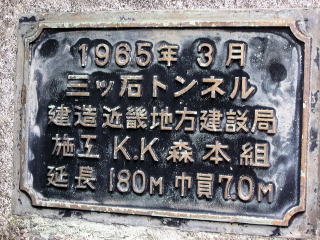 1965年3月
三ッ石トンネル
建造近畿地方建設局
施工 K.K 森本組
延長 180M 巾員 7.0M